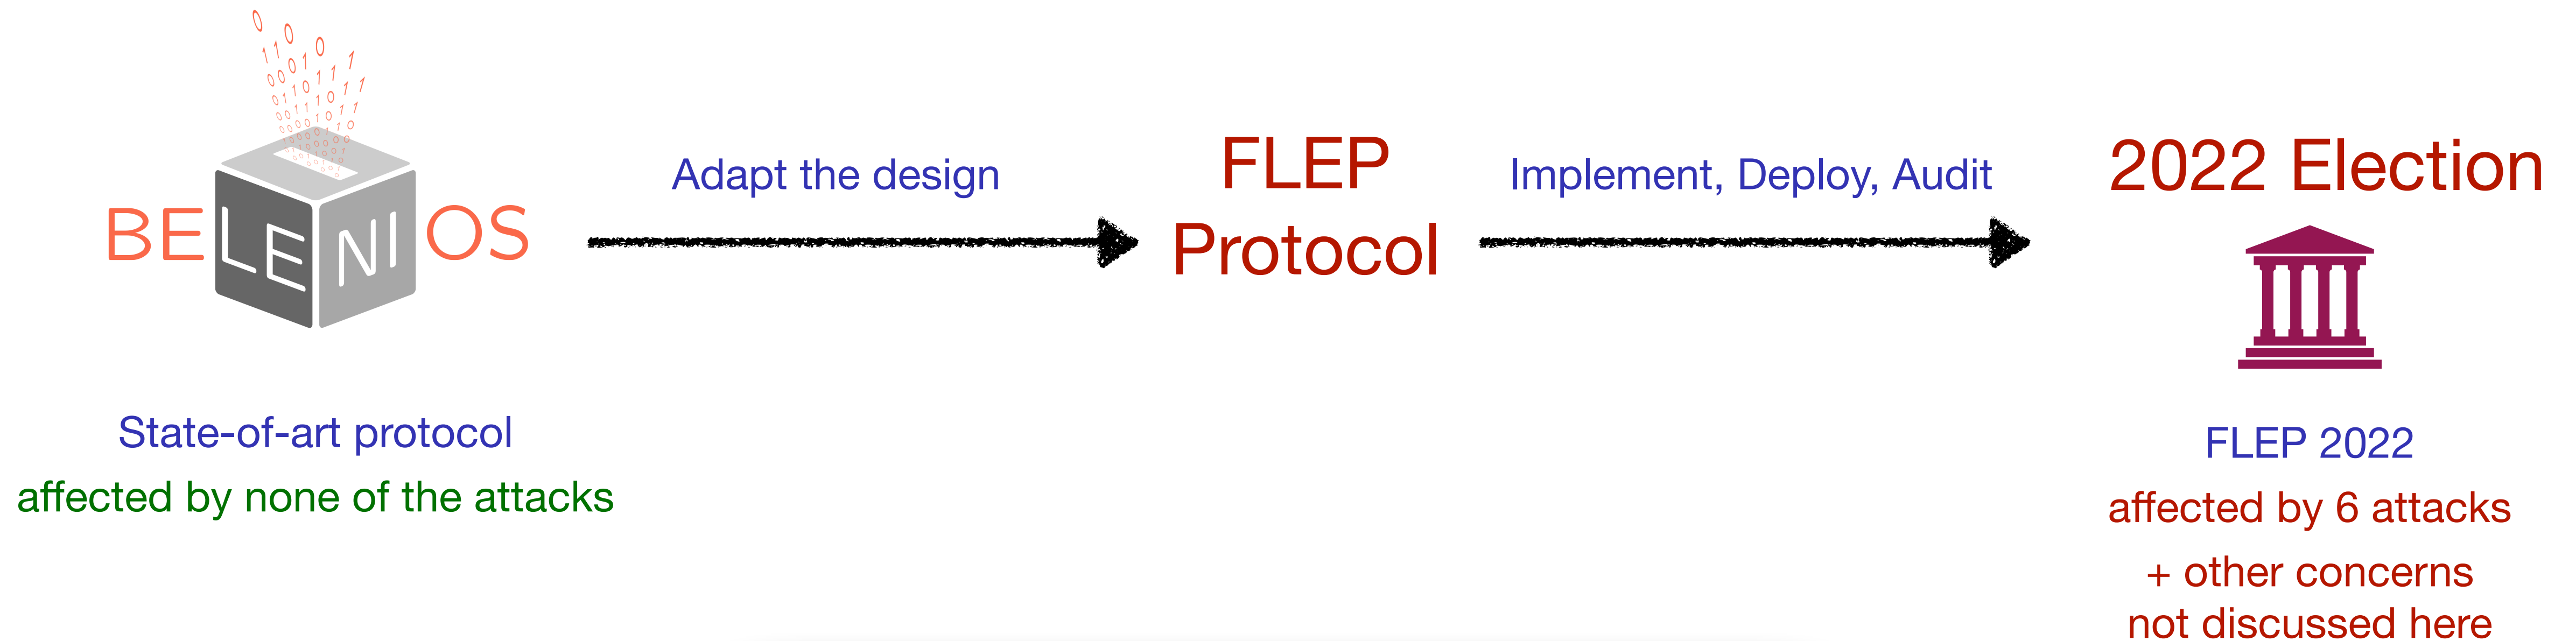 BELENIOS
State-of-art protocol
affected by none of the attacks
Adapt the design
FLEP
Protocol
Implement, Deploy, Audit
2022 Election
FLEP 2022
affected by 6 attacks
+ other concerns
not discussed here